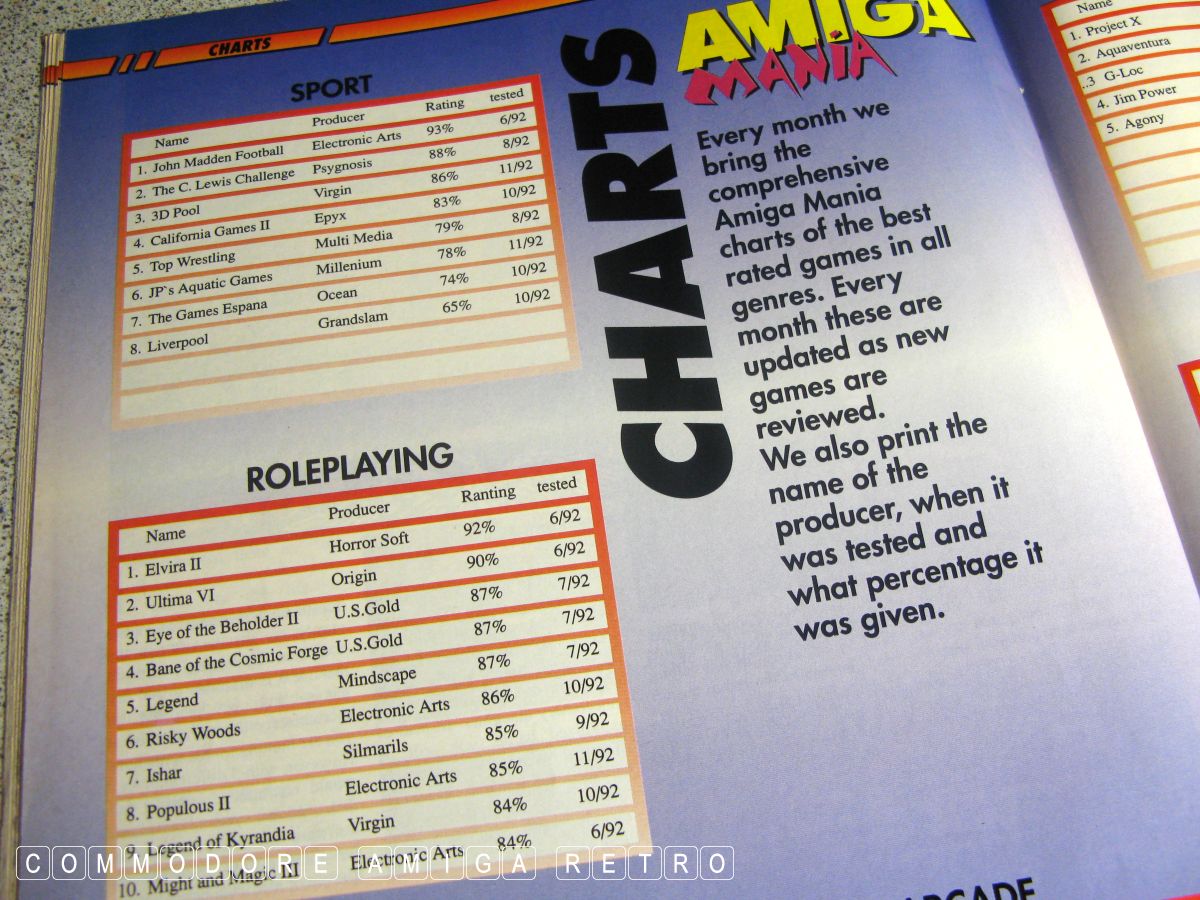 CHARTS
SPORT
Name Producer Rating tested
1. John Madden Football Electronic Arts 93% 6/92
2. The C. Lewis Challenge Psygnosis 88% 8/92
3. 3D Pool Virgin 86% 11/92
4. California Games II Epyx 83% 10/92
5. Top Wrestling Multi Media 79% 8/92
6. JP`s Aquatic Games Millenium 78% 11/92
7. The Games Espana Ocean 74% 10/92
8. Liverpool Grandslam 65% 10/92
ROLEPLAYING
Name Producer Ranting tested
1. Elvira II Horror Soft 92% 6/92
2. Ultima VI Origin 90% 6/92
3. Eye of the Beholder II U.S.Gold 87% 7/92
4. Bane of the Cosmic Forge U.S.Gold 87% 7/92
5. Legend Mindscape 87% 7/92
6. Risky Woods Electronic Arts 86% 10/92
7. Ishar Silmarils 85% 9/92
8. Populous II Electronic Arts 85% 11/92
9. Legend of Kyrandia Virgin 84% 10/92
10. Might and Magic III Electronic Arts 84% 6/92
CHARTS
AMIGA
MANIA
Every month we
bring the
comprehensive
Amiga Mania
charts of the best
rated games in all
genres. Every
month these are
updated as new
games are
reviewed.
We also print the
name of the
producer, when it
was tested and
what percentage it
was given.
Name
1. Project X
2. Aquaventura
..3 G-Loc
4. Jim Power
5. Agony
ARCADE
COMMODORE AMIGA RETRO